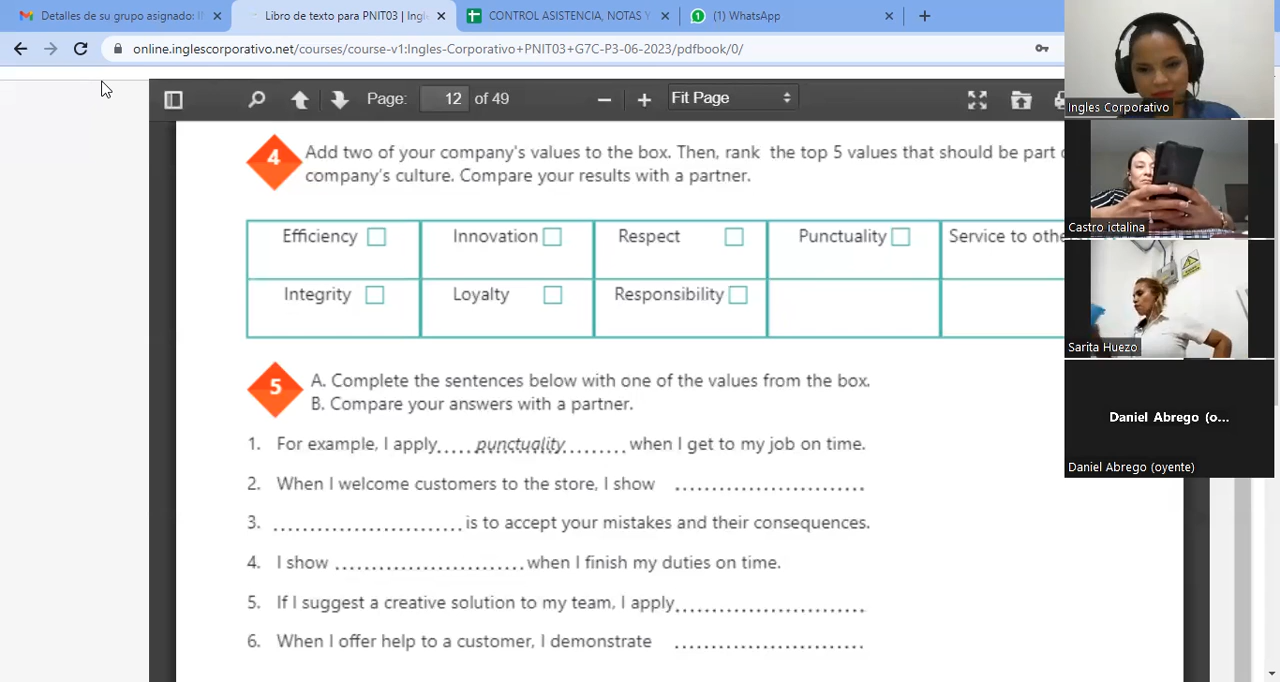 Detalles de su grupo asignado: I
Libro de texto para PNIT03 | Ingl
CONTROL ASISTENCIA, NOTAS Y
(1) WhatsApp
online.inglescorporativo.net/courses/course-v1:Ingles-Corporativo+PNIT03+G7C-P3-06-2023/pdfbook/0/
Page: 12 of 49
Fit Page
4
Add two of your company's values to the box. Then, rank the top 5 values that should be part
company's culture. Compare your results with a partner.
Efficiency Innovation Respect Punctuality Service to othe
Integrity Loyalty Responsibility
5
A. Complete the sentences below with one of the values from the box.
B. Compare your answers with a partner.
1. For example, I apply.....punctuality........ when I get to my job on time.
2. When I welcome customers to the store, I show ..........................
3. .......................... is to accept your mistakes and their consequences.
4. I show .......................... when I finish my duties on time.
5. If I suggest a creative solution to my team, I apply..........................
6. When I offer help to a customer, I demonstrate ..........................
Ingles Corporativo
Castro ictalina
Sarita Huezo
Daniel Abrego (o...
Daniel Abrego (oyente)